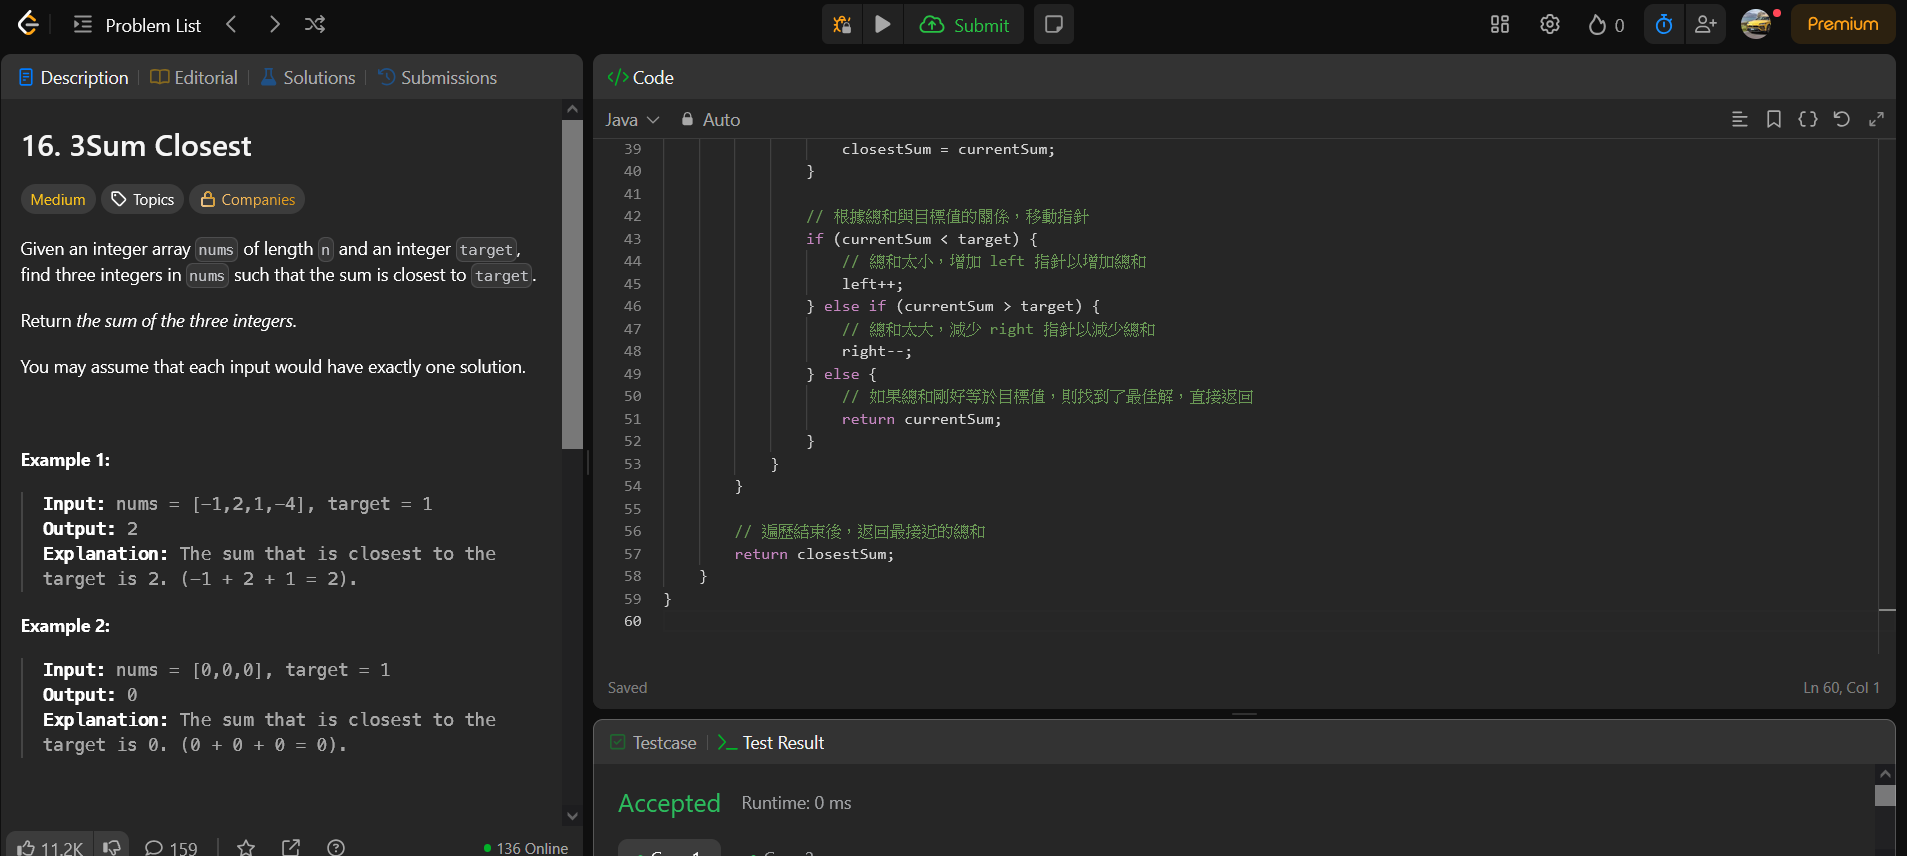 Problem List
Submit
0
Premium
Description
Editorial
Solutions
Submissions
16. 3Sum Closest
Medium
Topics
Companies
Given an integer array nums of length n and an integer target,
find three integers in nums such that the sum is closest to target.
Return the sum of the three integers.
You may assume that each input would have exactly one solution.
Example 1:
Input: nums = [-1,2,1,-4], target = 1
Output: 2
Explanation: The sum that is closest to the
target is 2. (-1 + 2 + 1 = 2).
Example 2:
Input: nums = [0,0,0], target = 1
Output: 0
Explanation: The sum that is closest to the
target is 0. (0 + 0 + 0 = 0).
11.2K
159
136 Online
</> Code
Java
Auto
39 closestSum = currentSum;
40 }
41
42 // 根據總和與目標值的關係，移動指針
43 if (currentSum < target) {
44 // 總和太小，增加 left 指針以增加總和
45 left++;
46 } else if (currentSum > target) {
47 // 總和太大，減少 right 指針以減少總和
48 right--;
49 } else {
50 // 如果總和剛好等於目標值，則找到了最佳解，直接返回
51 return currentSum;
52 }
53 }
54 }
55
56 // 遍歷結束後，返回最接近的總和
57 return closestSum;
58 }
59 }
60
Saved
Ln 60, Col 1
Testcase
Test Result
Accepted
Runtime: 0 ms